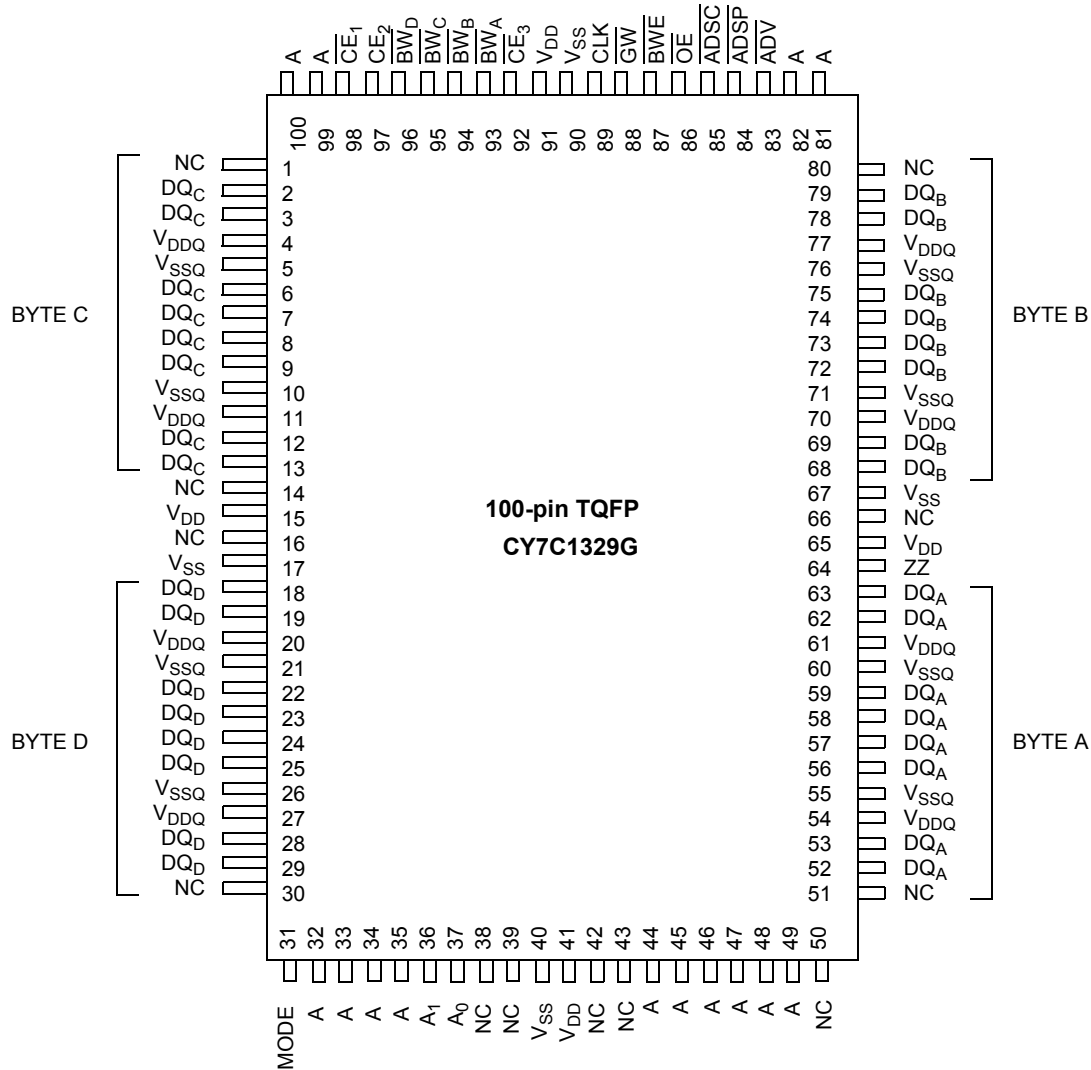 A A CE1 CE2 BWD BWC BWB BWA CE3 VDD VSS CLK GW BWE OE ADSC ADSP ADV A A
100 99 98 97 96 95 94 93 92 91 90 89 88 87 86 85 84 83 82 81
BYTE C
NC 1
DQC 2
DQC 3
VDDQ 4
VSSQ 5
DQC 6
DQC 7
DQC 8
DQC 9
VSSQ 10
VDDQ 11
DQC 12
DQC 13
NC 14
VDD 15
NC 16
VSS 17
BYTE D
DQD 18
DQD 19
VDDQ 20
VSSQ 21
DQD 22
DQD 23
DQD 24
DQD 25
VSSQ 26
VDDQ 27
DQD 28
DQD 29
NC 30
100-pin TQFP
CY7C1329G
80 NC
79 DQB
78 DQB
77 VDDQ
76 VSSQ
75 DQB
74 DQB
73 DQB
72 DQB
71 VSSQ
70 VDDQ
69 DQB
68 DQB
BYTE B
67 VSS
66 NC
65 VDD
64 ZZ
63 DQA
62 DQA
61 VDDQ
60 VSSQ
59 DQA
58 DQA
57 DQA
56 DQA
55 VSSQ
54 VDDQ
53 DQA
52 DQA
51 NC
BYTE A
31 32 33 34 35 36 37 38 39 40 41 42 43 44 45 46 47 48 49 50
MODE A A A A A1 A0 NC NC VSS VDD NC NC A A A A A A NC